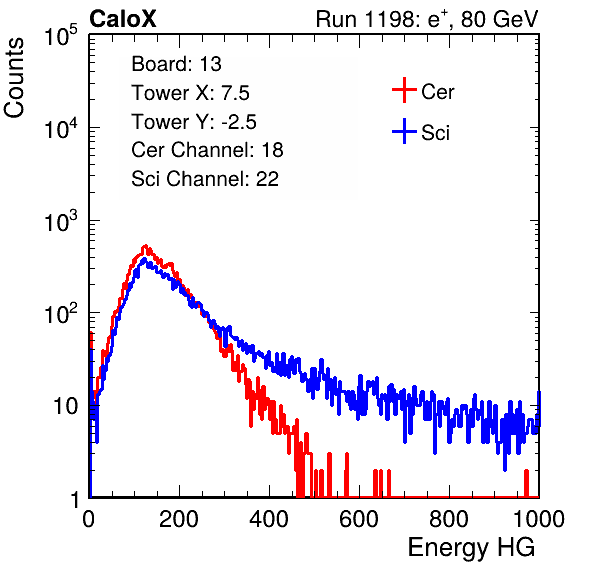 CaloX Run 1198: e⁺, 80 GeV
Counts
10⁵
10⁴
10³
10²
10
1
Board: 13
Tower X: 7.5
Tower Y: -2.5
Cer Channel: 18
Sci Channel: 22
Cer
Sci
0 200 400 600 800 1000
Energy HG